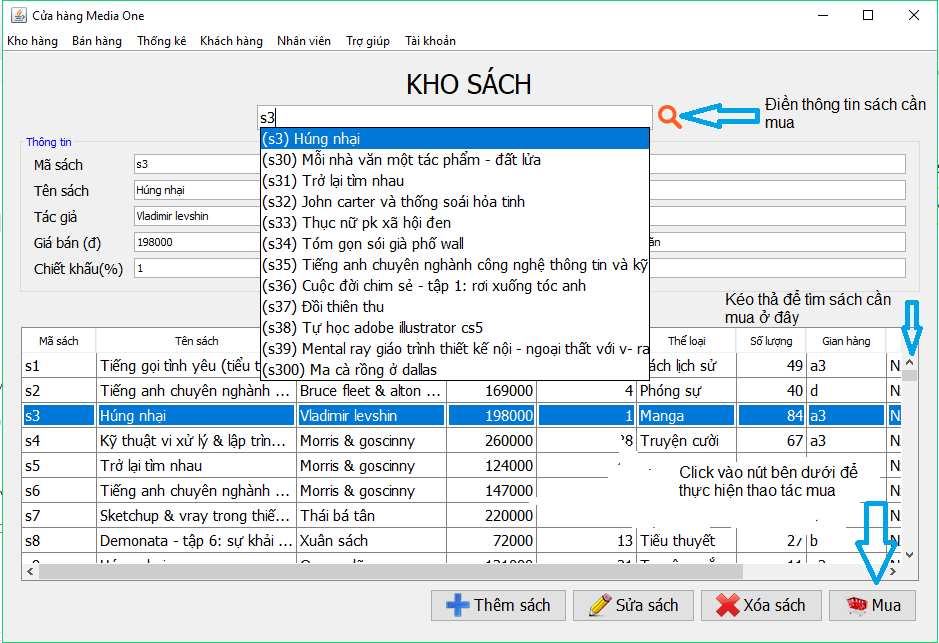 Cửa hàng Media One
Kho hàng Bán hàng Thống kê Khách hàng Nhân viên Trợ giúp Tài khoản
KHO SÁCH
s3
Điền thông tin sách cần
mua
(s3) Húng nhại
(s30) Mỗi nhà văn một tác phẩm - đất lửa
(s31) Trở lại tìm nhau
(s32) John carter và thống soái hỏa tinh
(s33) Thục nữ pk xã hội đen
(s34) Tóm gọn sói già phố wall
(s35) Tiếng anh chuyên nghành công nghệ thông tin và kỹ
(s36) Cuộc đời chim sẻ - tập 1: rơi xuống tóc anh
(s37) Đồi thiên thu
(s38) Tự học adobe illustrator cs5
(s39) Mental ray giáo trình thiết kế nội - ngoại thất với v- ra
(s300) Ma cà rồng ở dallas
Thông tin
Mã sách s3
Tên sách Húng nhại
Tác giả Vladimir levshin
Giá bán (đ) 198000
Chiết khấu(%) 1
Kéo thả để tìm sách cần
mua ở đây
Mã sách Tên sách Thể loại Số lượng Gian hàng
s1 Tiếng gọi tình yêu (tiểu t ách lịch sử 49 a3 N
s2 Tiếng anh chuyên nghành ... Bruce fleet & alton ... 169000 4 Phóng sự 40 d N
s3 Húng nhại Vladimir levshin 198000 1 Manga 84 a3 N
s4 Kỹ thuật vi xử lý & lập trìn... Morris & goscinny 260000 8 Truyện cười 67 a3 N
s5 Trở lại tìm nhau Morris & goscinny 124000
s6 Tiếng anh chuyên nghành ... Morris & goscinny 147000
s7 Sketchup & vray trong thiế... Thái bá tân 220000
s8 Demonata - tập 6: sự khải ... Xuân sách 72000 13 Tiểu thuyết b
Click vào nút bên dưới để
thực hiện thao tác mua
Thêm sách Sửa sách Xóa sách Mua